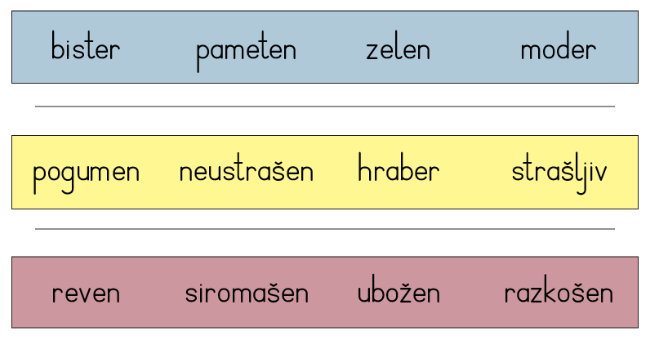 bister pameten zelen moder
pogumen neustrašen hraber strašljiv
reven siromašen ubožen razkošen